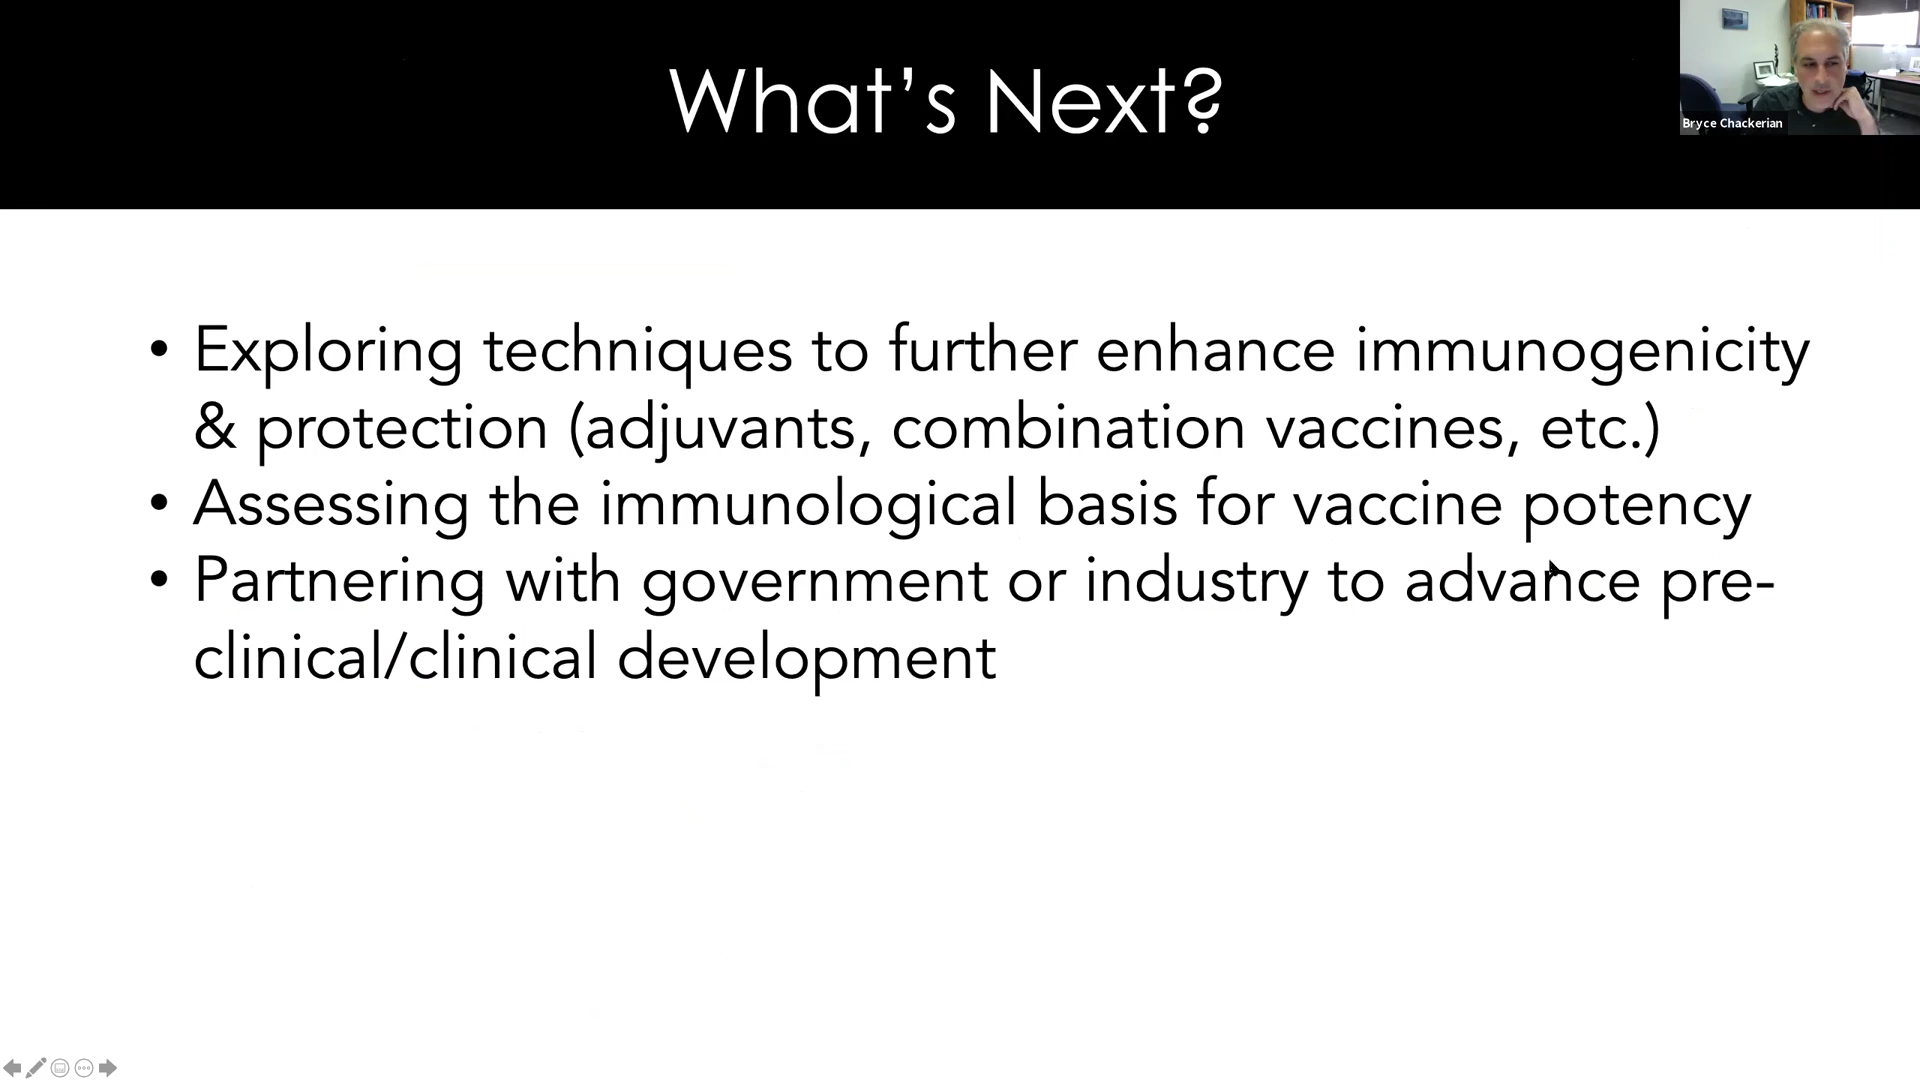 What’s Next?
Bryce Chackerian
• Exploring techniques to further enhance immunogenicity
& protection (adjuvants, combination vaccines, etc.)
• Assessing the immunological basis for vaccine potency
• Partnering with government or industry to advance pre-
clinical/clinical development